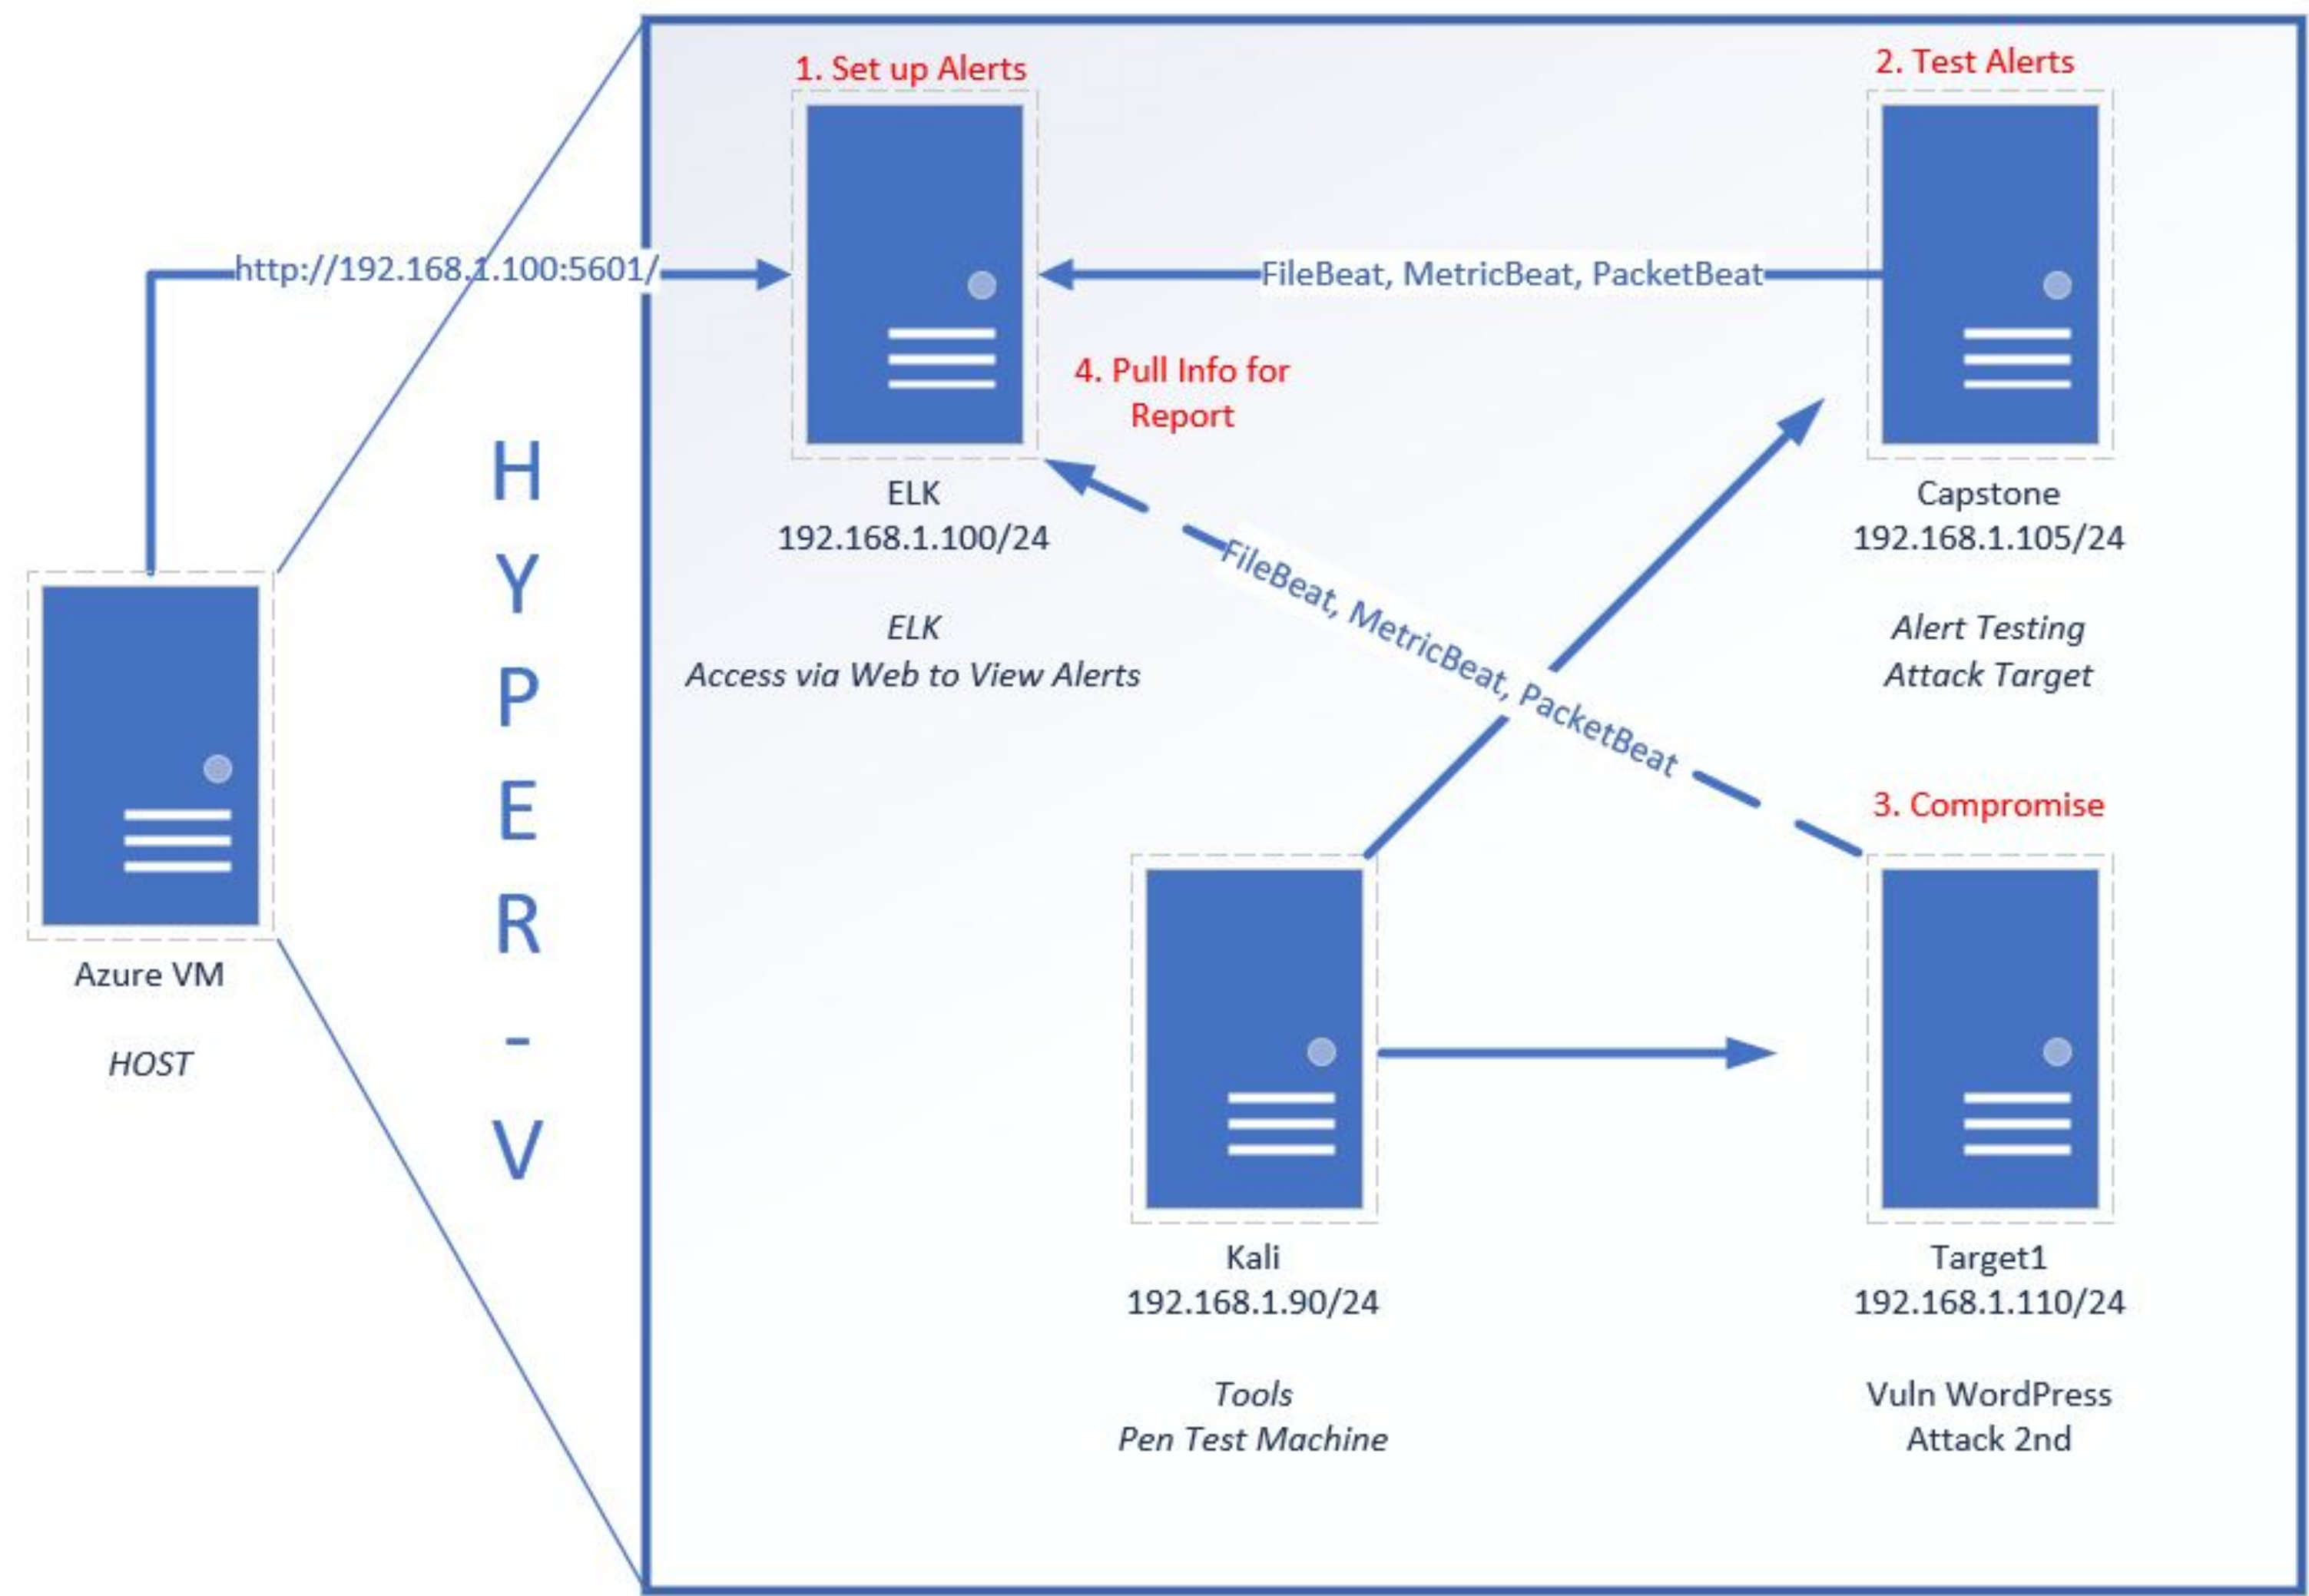 1. Set up Alerts
2. Test Alerts
http://192.168.1.100:5601/
FileBeat, MetricBeat, PacketBeat
4. Pull Info for
Report
H
Y
P
E
R
-
V
ELK
192.168.1.100/24
ELK
Access via Web to View Alerts
Capstone
192.168.1.105/24
Alert Testing
Attack Target
FileBeat, MetricBeat, PacketBeat
3. Compromise
Azure VM
HOST
Kali
192.168.1.90/24
Tools
Pen Test Machine
Target1
192.168.1.110/24
Vuln WordPress
Attack 2nd